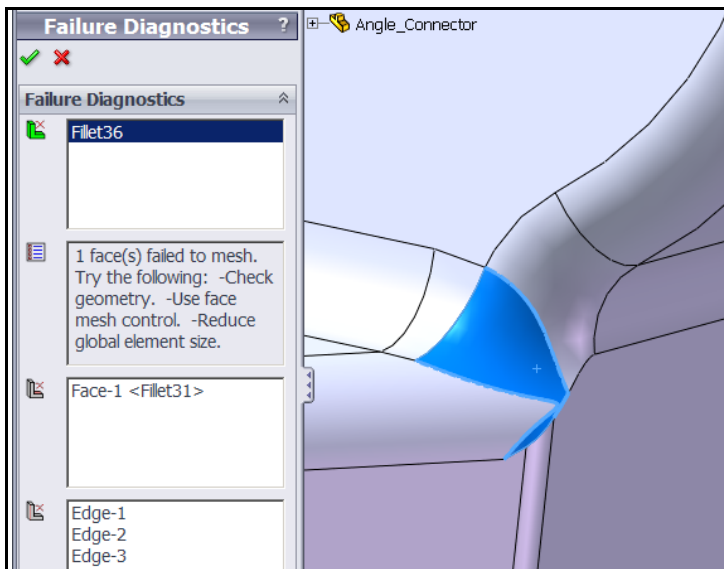 Failure Diagnostics ?
Angle_Connector
Failure Diagnostics
Fillet36
1 face(s) failed to mesh.
Try the following: -Check
geometry. -Use face
mesh control. -Reduce
global element size.
Face-1 <Fillet31>
Edge-1
Edge-2
Edge-3